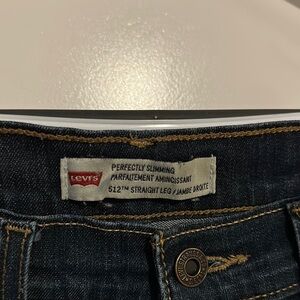 Levi's
PERFECTLY SLIMMING
PARFAITEMENT AMINCISSANT
512™ STRAIGHT LEG / JAMBE DROITE